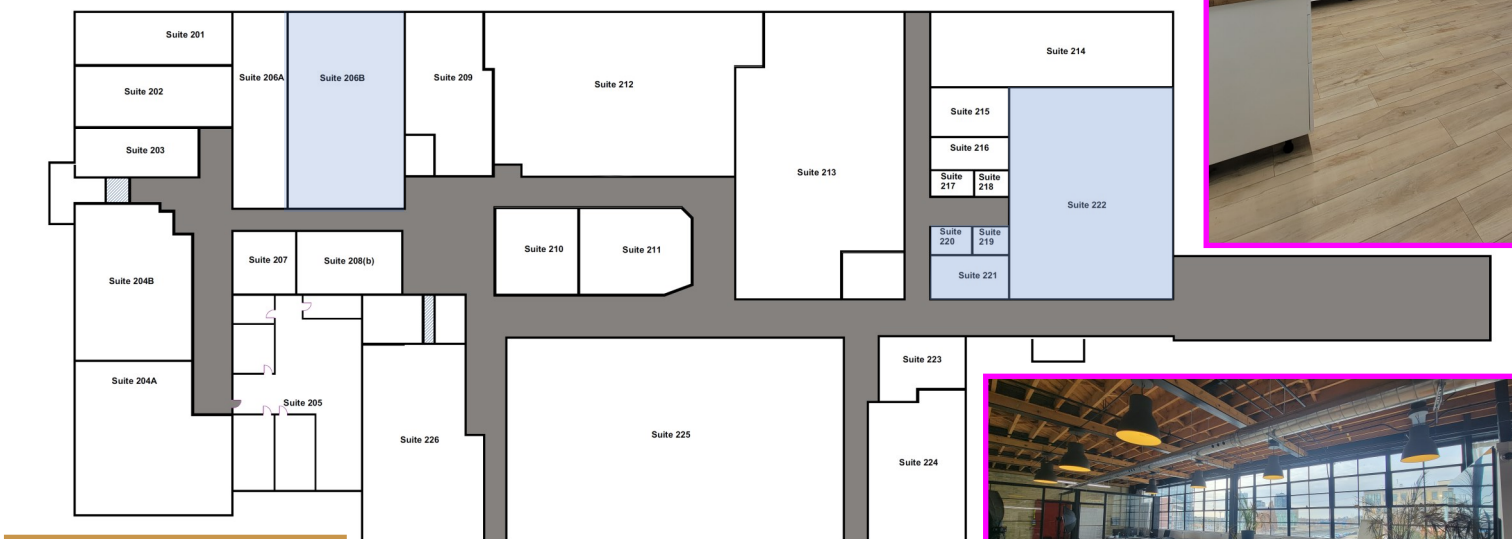 Suite 201
Suite 202
Suite 203
Suite 204B
Suite 204A
Suite 205
Suite 206A
Suite 206B
Suite 207
Suite 208(b)
Suite 209
Suite 210
Suite 211
Suite 212
Suite 213
Suite 214
Suite 215
Suite 216
Suite
217
Suite
218
Suite
220
Suite
219
Suite 221
Suite 222
Suite 223
Suite 224
Suite 225
Suite 226